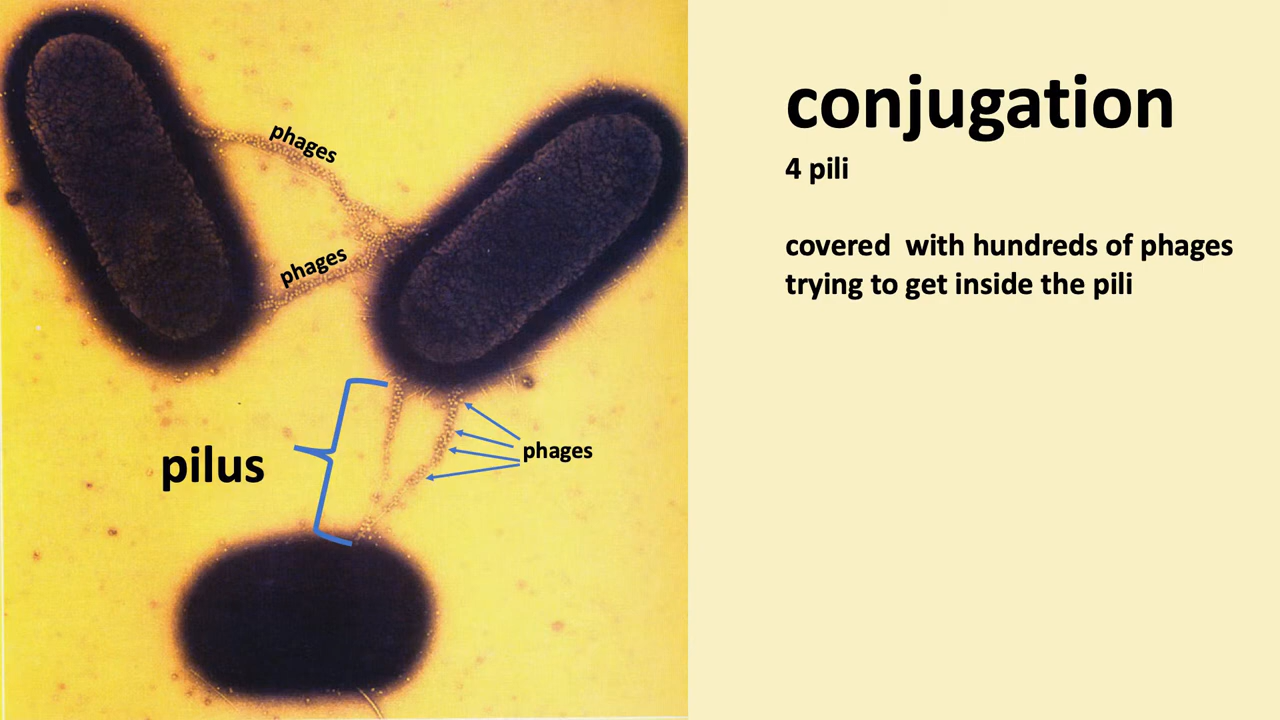 conjugation
4 pili
covered  with hundreds of phages
trying to get inside the pili
phages
phages
pilus
phages